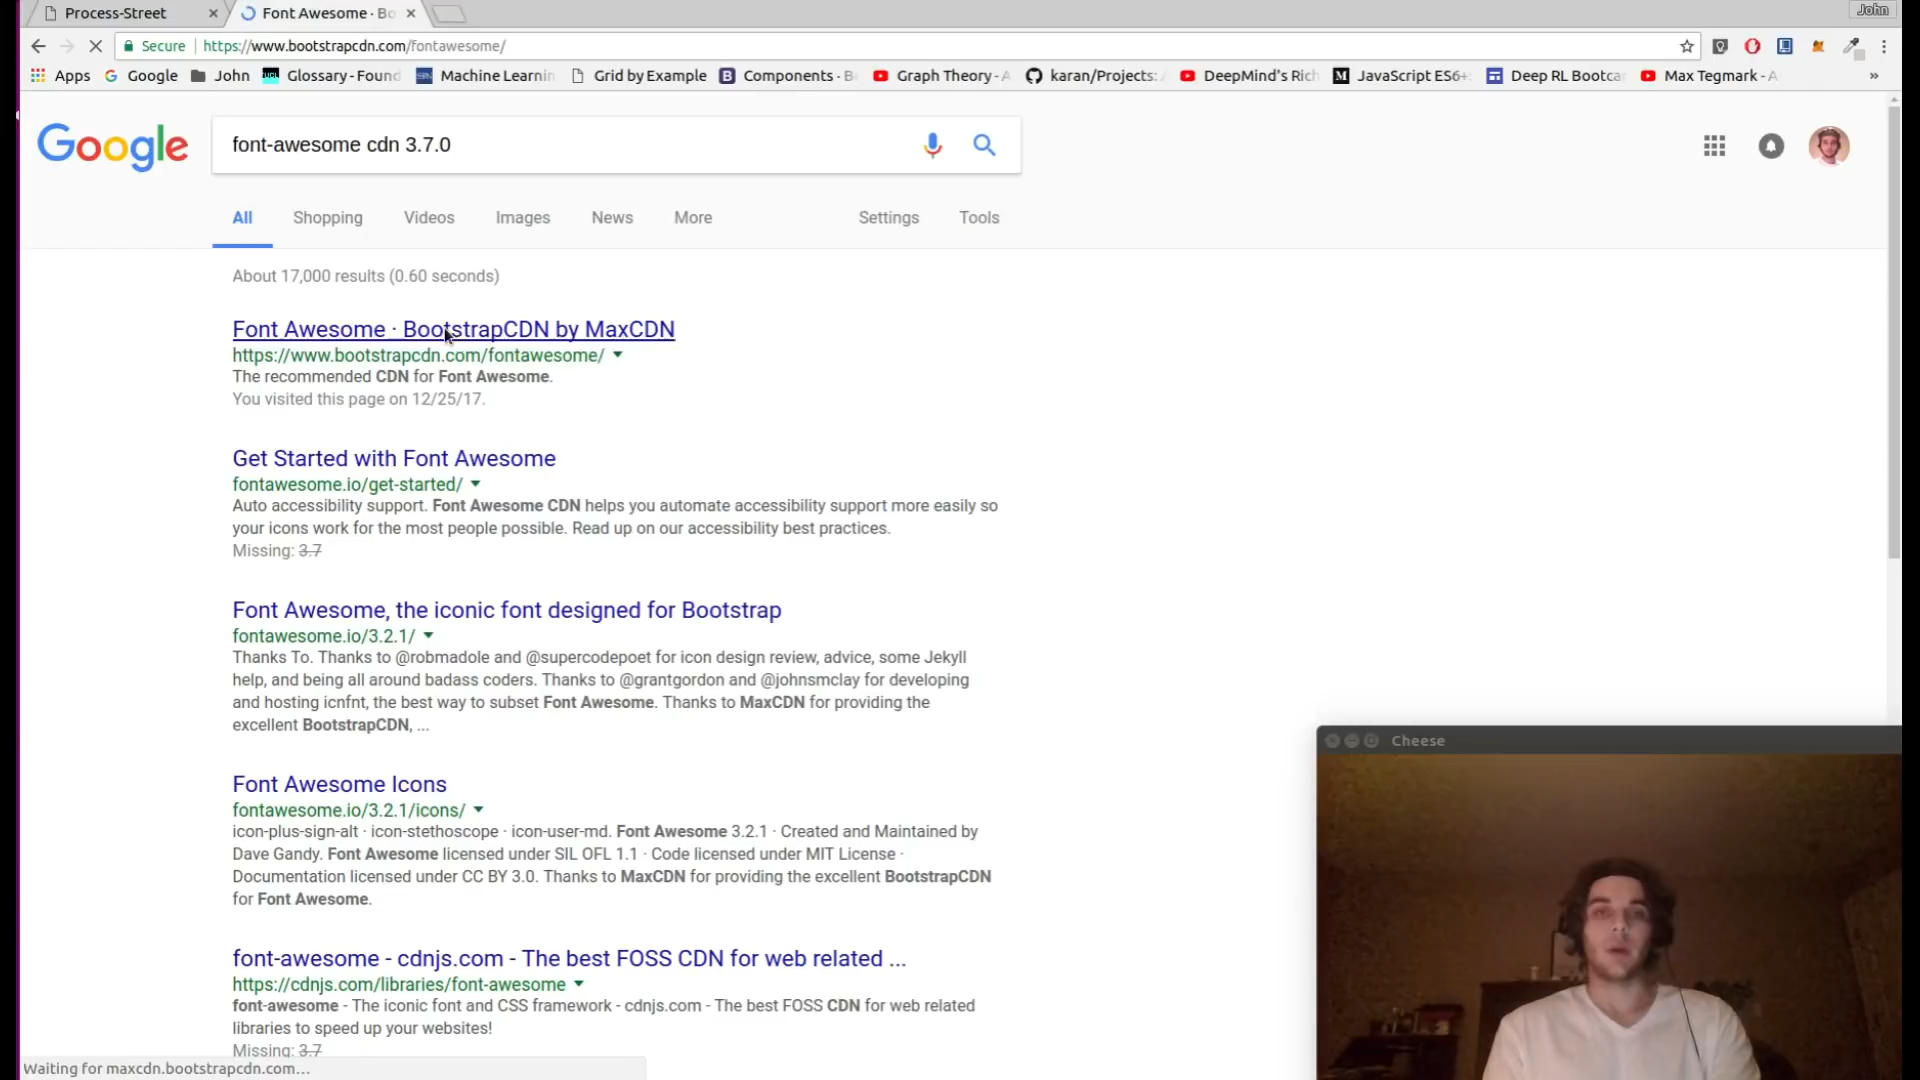 Process-Street
Font Awesome · Bo
John
Secure
https://www.bootstrapcdn.com/fontawesome/
Apps
Google
John
Glossary - Found
Machine Learnin
Grid by Example
Components · B
Graph Theory - A
karan/Projects:
DeepMind's Rich
JavaScript ES6+:
Deep RL Bootca
Max Tegmark - A
»
Google
font-awesome cdn 3.7.0
All
Shopping
Videos
Images
News
More
Settings
Tools
About 17,000 results (0.60 seconds)
Font Awesome · BootstrapCDN by MaxCDN
https://www.bootstrapcdn.com/fontawesome/
The recommended CDN for Font Awesome.
You visited this page on 12/25/17.
Get Started with Font Awesome
fontawesome.io/get-started/
Auto accessibility support. Font Awesome CDN helps you automate accessibility support more easily so
your icons work for the most people possible. Read up on our accessibility best practices.
Missing: 3.7
Font Awesome, the iconic font designed for Bootstrap
fontawesome.io/3.2.1/
Thanks To. Thanks to @robmadole and @supercodepoet for icon design review, advice, some Jekyll
help, and being all around badass coders. Thanks to @grantgordon and @johnsmclay for developing
and hosting icnfnt, the best way to subset Font Awesome. Thanks to MaxCDN for providing the
excellent BootstrapCDN, ...
Font Awesome Icons
fontawesome.io/3.2.1/icons/
icon-plus-sign-alt · icon-stethoscope · icon-user-md. Font Awesome 3.2.1 · Created and Maintained by
Dave Gandy. Font Awesome licensed under SIL OFL 1.1 · Code licensed under MIT License ·
Documentation licensed under CC BY 3.0. Thanks to MaxCDN for providing the excellent BootstrapCDN
for Font Awesome.
font-awesome - cdnjs.com - The best FOSS CDN for web related ...
https://cdnjs.com/libraries/font-awesome
font-awesome - The iconic font and CSS framework - cdnjs.com - The best FOSS CDN for web related
libraries to speed up your websites!
Missing: 3.7
Waiting for maxcdn.bootstrapcdn.com...
Cheese